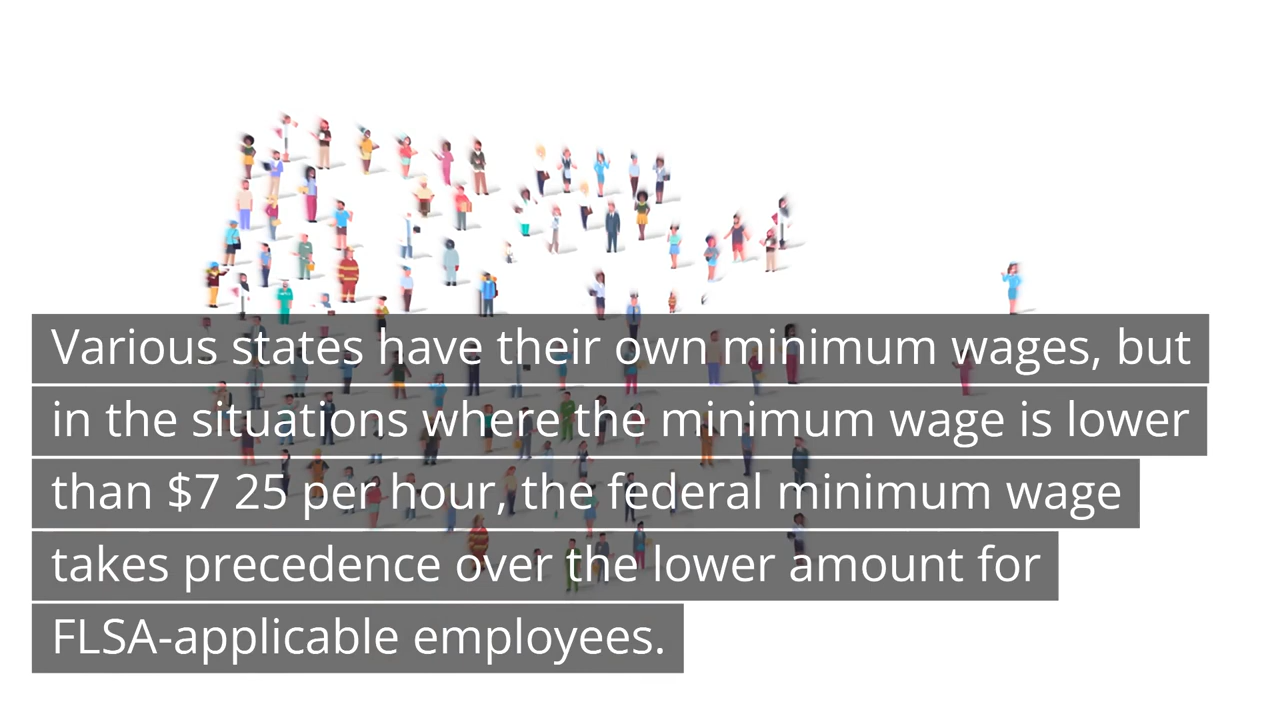 Various states have their own minimum wages, but
in the situations where the minimum wage is lower
than $7 25 per hour, the federal minimum wage
takes precedence over the lower amount for
FLSA-applicable employees.